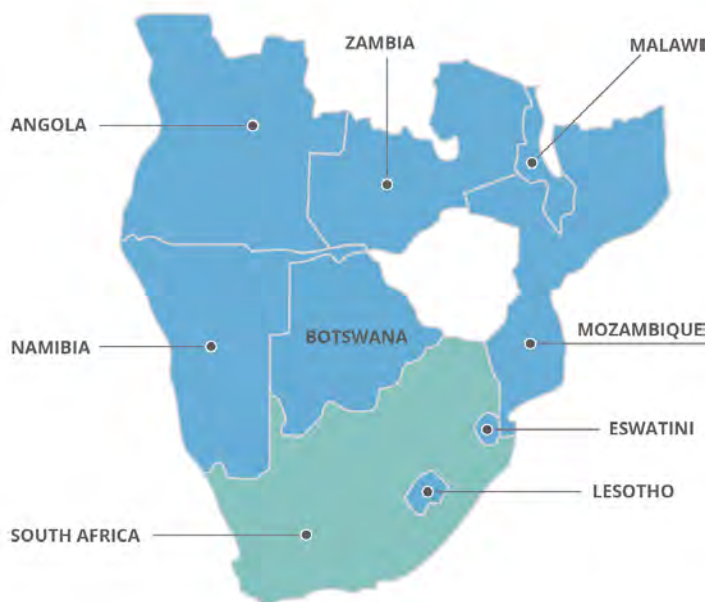 ZAMBIA
MALAWI
ANGOLA
BOTSWANA
MOZAMBIQUE
NAMIBIA
ESWATINI
LESOTHO
SOUTH AFRICA